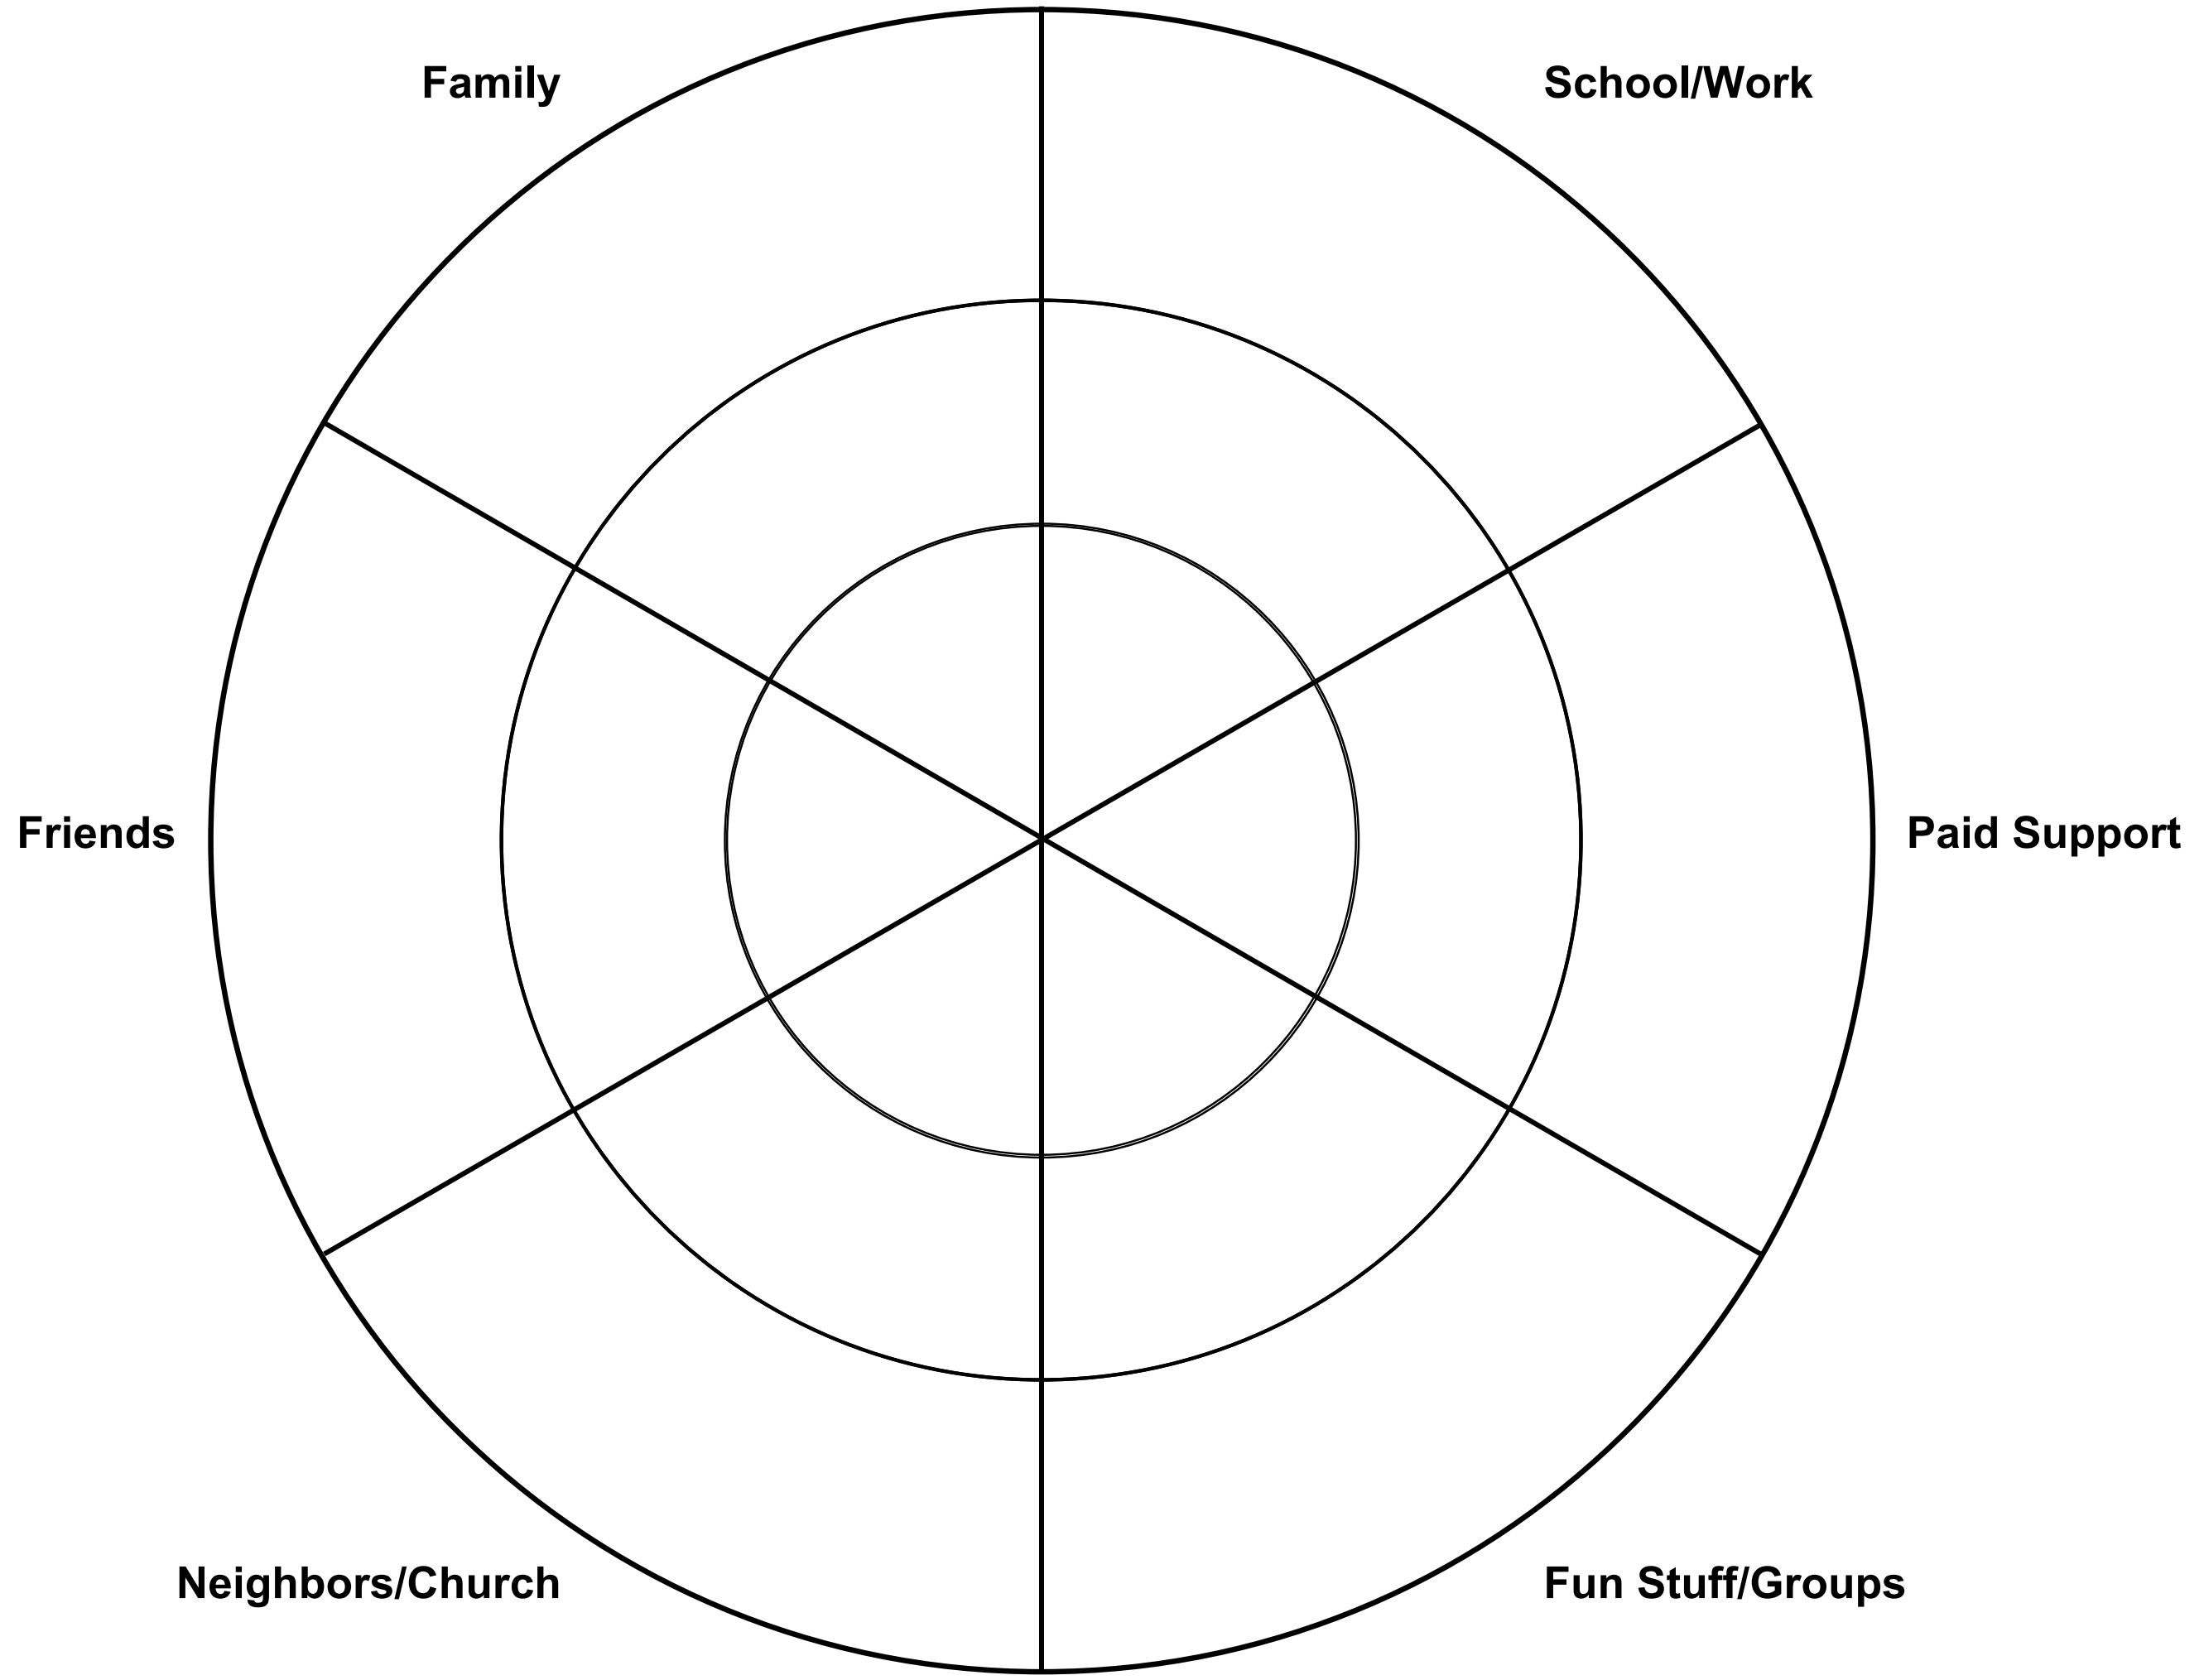 Family
School/Work
Friends
Paid Support
Neighbors/Church
Fun Stuff/Groups